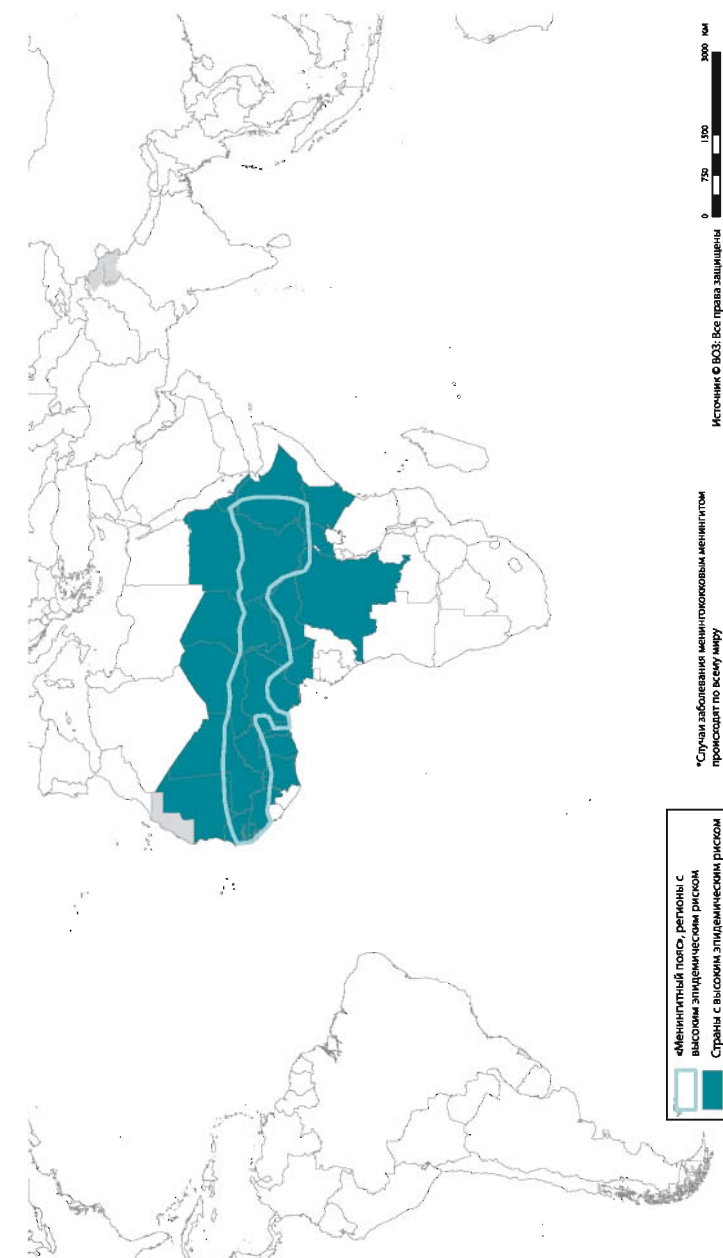 «Менингитный пояс», регионы с
высоким эпидемическим риском
Страны с высоким эпидемическим риском
*Случаи заболевания менингококковым менингитом
происходят по всему миру
Источник © ВОЗ: Все права защищены
0 750 1500 3000 км